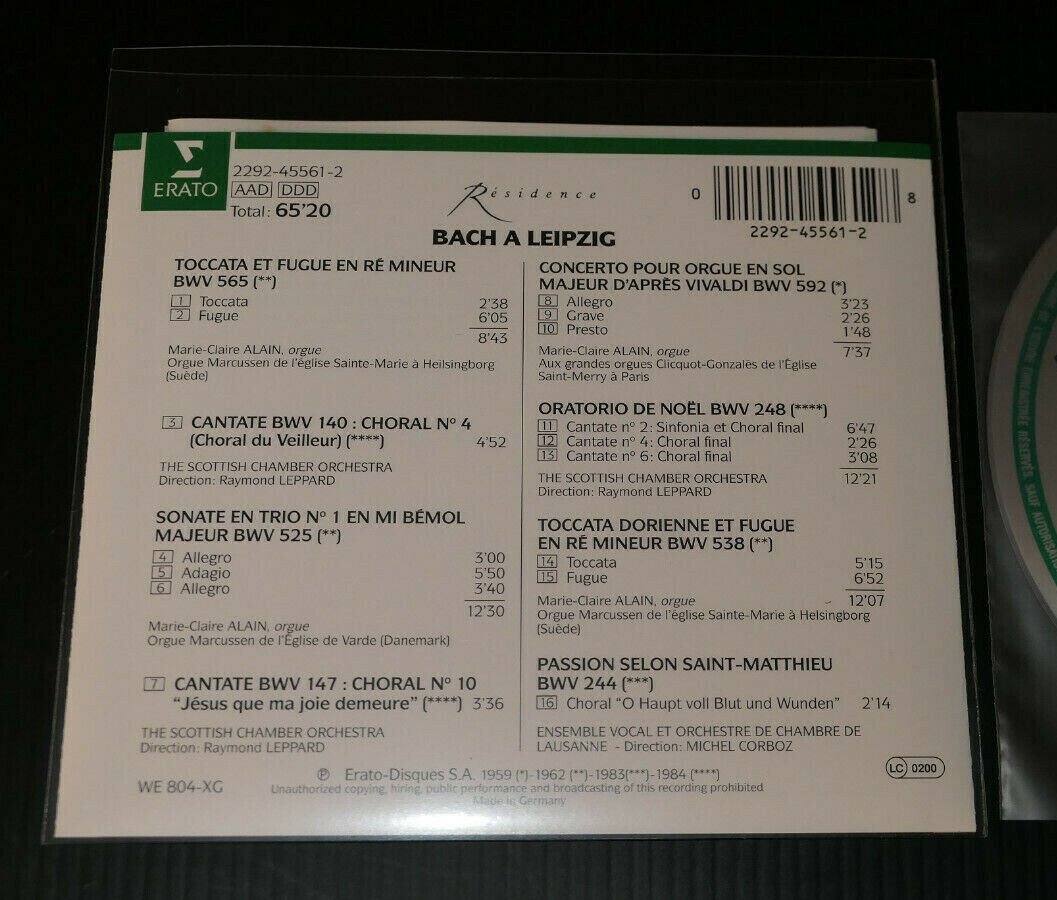 ERATO
2292-45561-2
AAD DDD
Total: 65'20
Résidence
BACH A LEIPZIG
0
8
2292-45561-2
TOCCATA ET FUGUE EN RÉ MINEUR
BWV 565 (**)
1 Toccata 2'38
2 Fugue 6'05
8'43
Marie-Claire ALAIN, orgue
Orgue Marcussen de l'église Sainte-Marie à Heilsingborg
(Suède)
3 CANTATE BWV 140 : CHORAL Nº 4
(Choral du Veilleur) (****) 4'52
THE SCOTTISH CHAMBER ORCHESTRA
Direction: Raymond LEPPARD
SONATE EN TRIO Nº 1 EN MI BÉMOL
MAJEUR BWV 525 (**)
4 Allegro 3'00
5 Adagio 5'50
6 Allegro 3'40
12'30
Marie-Claire ALAIN, orgue
Orgue Marcussen de l'Église de Varde (Danemark)
7 CANTATE BWV 147 : CHORAL Nº 10
"Jésus que ma joie demeure" (****) 3'36
THE SCOTTISH CHAMBER ORCHESTRA
Direction: Raymond LEPPARD
CONCERTO POUR ORGUE EN SOL
MAJEUR D'APRÈS VIVALDI BWV 592 (*)
8 Allegro 3'23
9 Grave 2'26
10 Presto 1'48
7'37
Marie-Claire ALAIN, orgue
Aux grandes orgues Clicquot-Gonzalès de l'Église
Saint-Merry à Paris
ORATORIO DE NOËL BWV 248 (****)
11 Cantate nº 2: Sinfonia et Choral final 6'47
12 Cantate nº 4: Choral final 2'26
13 Cantate nº 6: Choral final 3'08
12'21
THE SCOTTISH CHAMBER ORCHESTRA
Direction: Raymond LEPPARD
TOCCATA DORIENNE ET FUGUE
EN RÉ MINEUR BWV 538 (**)
14 Toccata 5'15
15 Fugue 6'52
12'07
Marie-Claire ALAIN, orgue
Orgue Marcussen de l'église Sainte-Marie à Helsingborg
(Suède)
PASSION SELON SAINT-MATTHIEU
BWV 244 (***)
16 Choral "O Haupt voll Blut und Wunden" 2'14
ENSEMBLE VOCAL ET ORCHESTRE DE CHAMBRE DE
LAUSANNE - Direction: MICHEL CORBOZ
LC 0200
WE 804-XG
℗ Erato-Disques S.A. 1959 (*)-1962 (**)-1983(***)-1984 (****)
Unauthorized copying, hiring, public performance and broadcasting of this recording prohibited
Made in Germany
ENREGISTRÉ RÉSERVÉS. SAUF